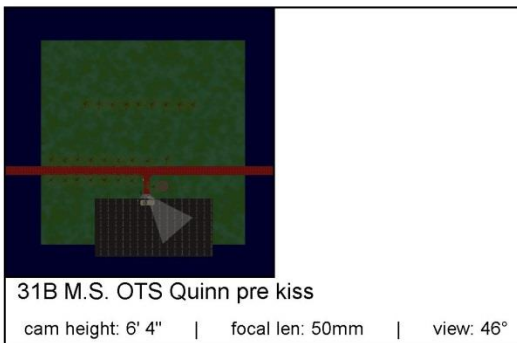 31B M.S. OTS Quinn pre kiss
cam height: 6' 4" | focal len: 50mm | view: 46°